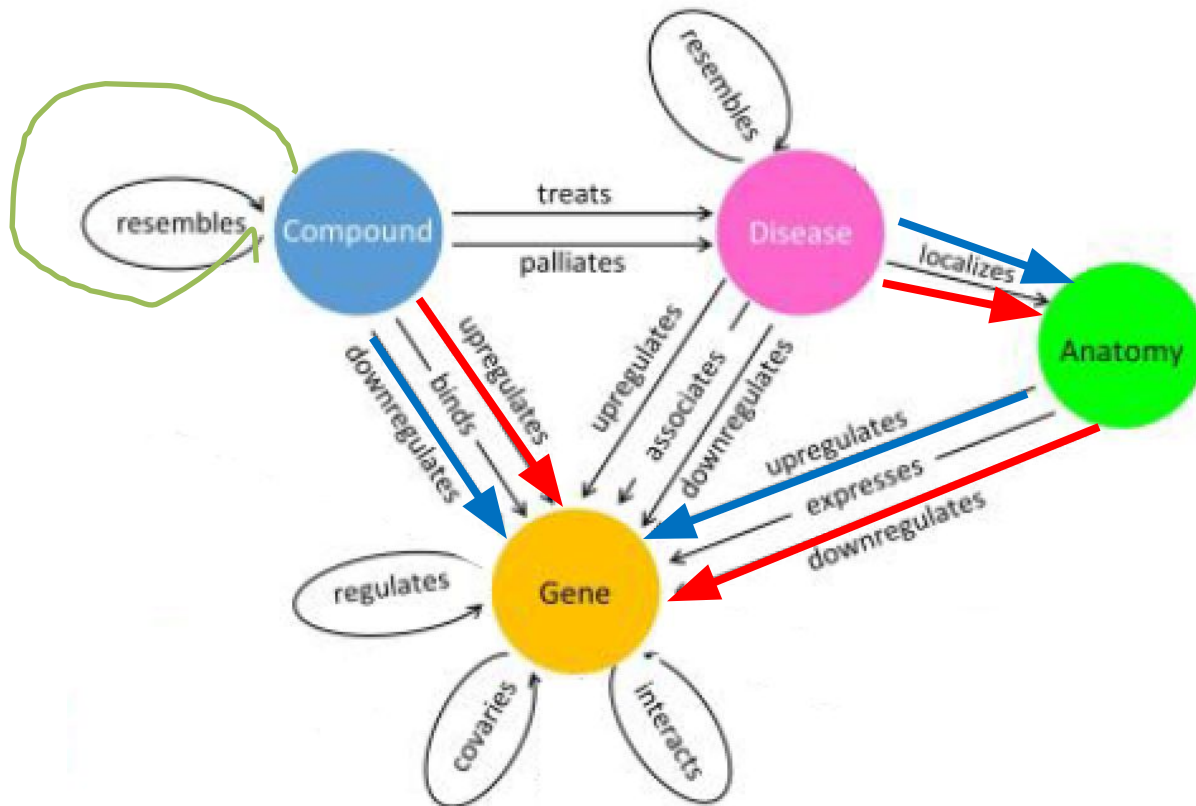 resembles
resembles
Compound
treats
palliates
Disease
localizes
Anatomy
downregulates
binds
upregulates
upregulates
associates
downregulates
upregulates
expresses
downregulates
regulates
Gene
covaries
interacts